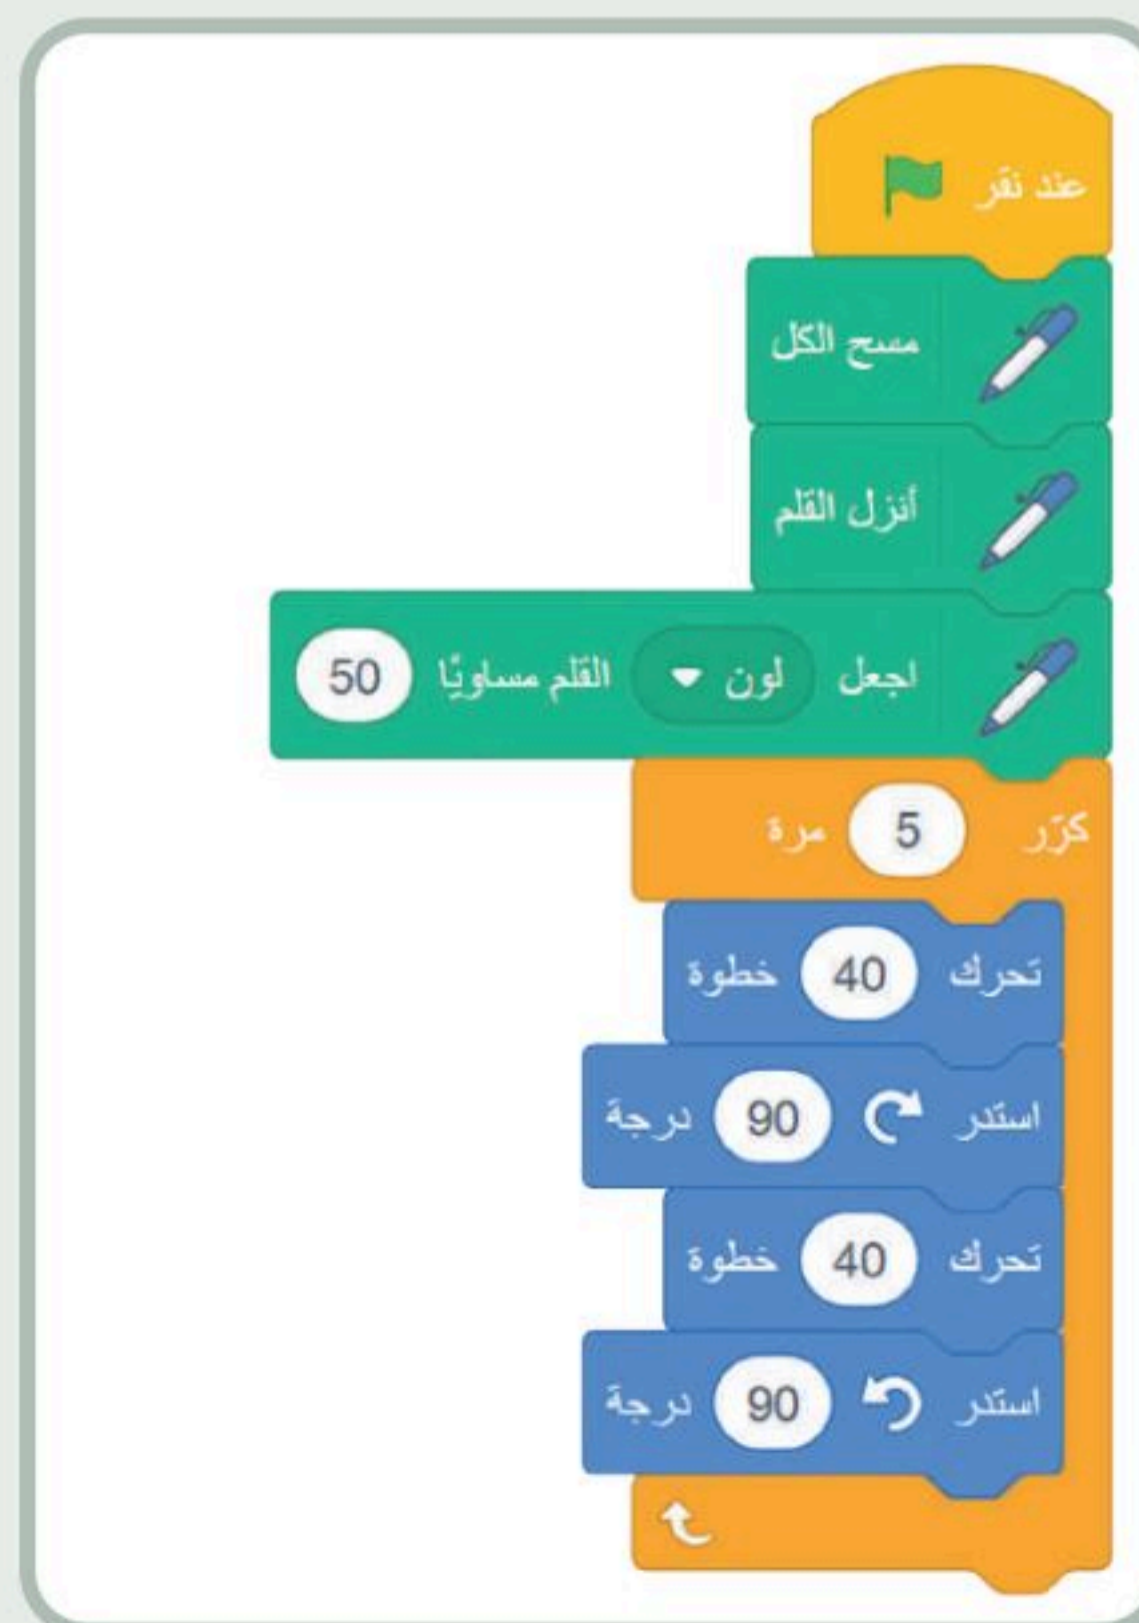 عند نقر
مسح الكل
أنزل القلم
اجعل لون القلم مساويًا 50
كرّر 5 مرة
تحرك 40 خطوة
استدر 90 درجة
تحرك 40 خطوة
استدر 90 درجة